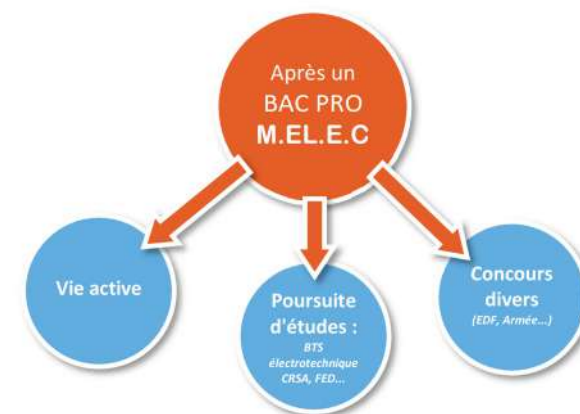 Après un
BAC PRO
M.EL.E.C
Vie active
Poursuite
d'études :
BTS
électrotechnique
CRSA, FED...
Concours
divers
(EDF, Armée...)